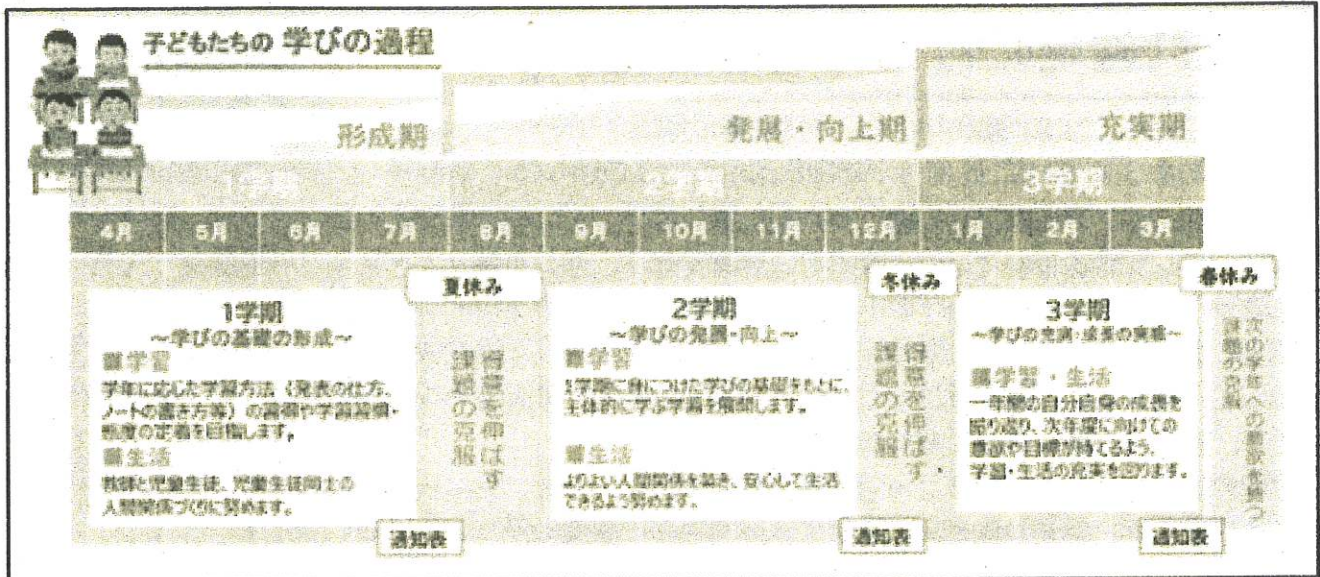 子どもたちの 学びの過程
形成期
発展・向上期
充実期
1学期
2学期
3学期
4月 5月 6月 7月 8月 9月 10月 11月 12月 1月 2月 3月
夏休み
冬休み
春休み
1学期
～学びの基礎の形成～
学習
学年に応じた学習方法（発表の仕方、
ノートの書き方等）の習得や学習習慣・
態度の定着を目指します。
生活
教師と児童生徒、児童生徒同士の
人間関係づくりに努めます。
通知表
得意を伸ばす
課題の克服
2学期
～学びの発展・向上～
学習
1学期に身につけた学びの基礎をもとに、
主体的に学ぶ学習を展開します。
生活
よりよい人間関係を築き、安心して生活
できるよう努めます。
通知表
得意を伸ばす
課題の克服
3学期
～学びの充実・成長の実感～
学習・生活
一年間の自分自身の成長を
振り返り、次年度に向けての
意欲や目標が持てるよう、
学習・生活の充実を図ります。
通知表
次の学年への意欲を持つ
課題の克服